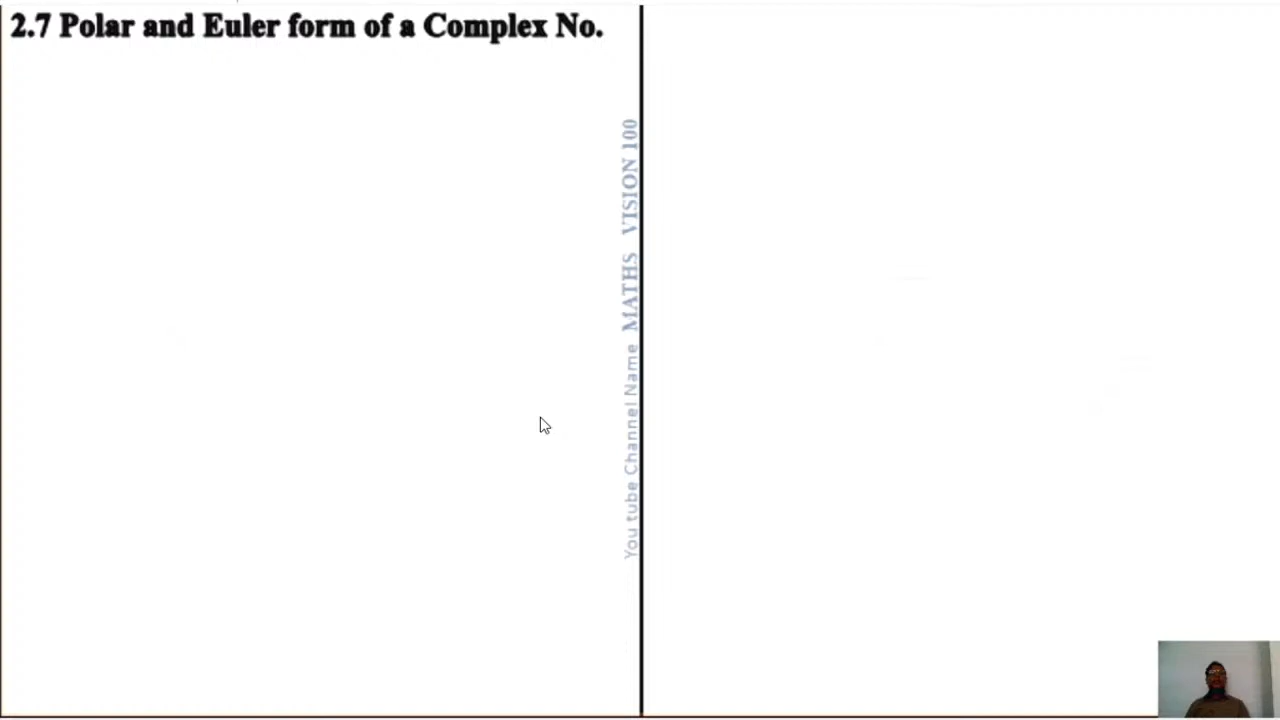 2.7 Polar and Euler form of a Complex No.
You tube Channel Name MATHS VISION 100